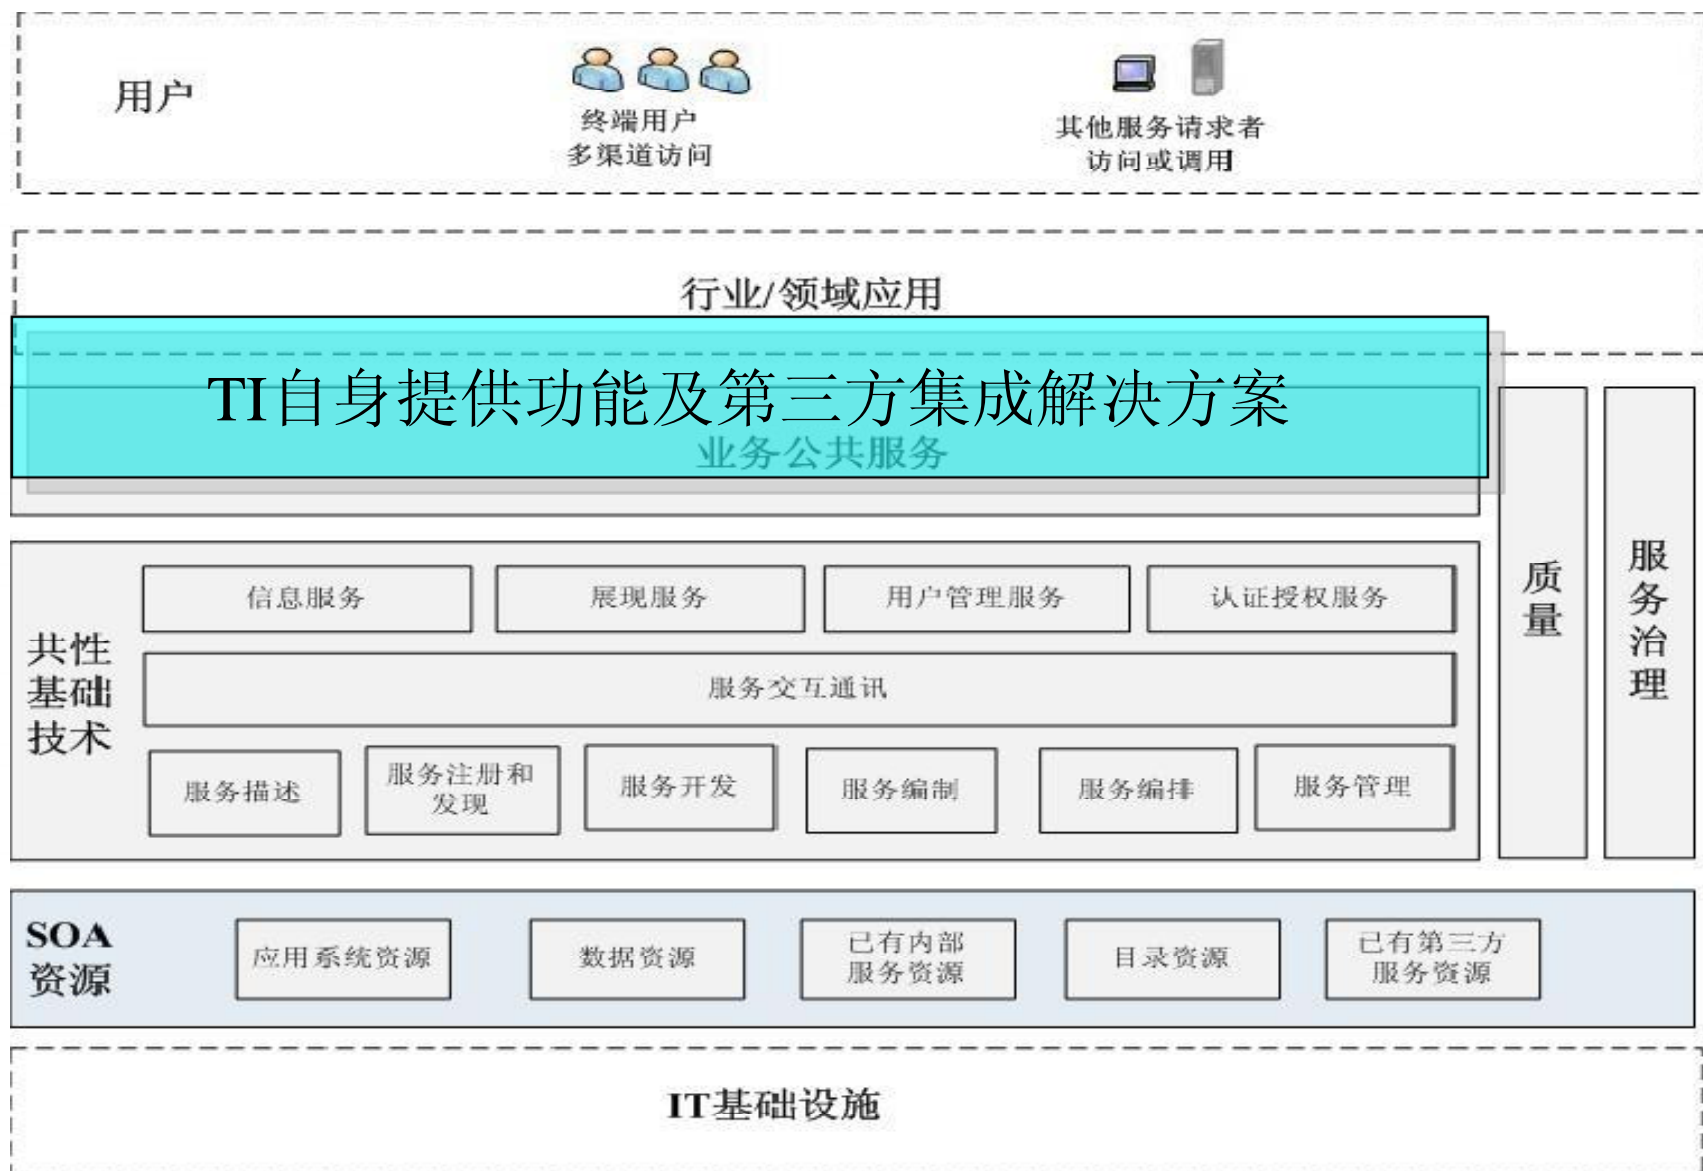 用户
终端用户
多渠道访问
其他服务请求者
访问或调用
行业/领域应用
TI自身提供功能及第三方集成解决方案
业务公共服务
质量
服务治理
共性
基础
技术
信息服务
展现服务
用户管理服务
认证授权服务
服务交互通讯
服务描述
服务注册和
发现
服务开发
服务编制
服务编排
服务管理
SOA
资源
应用系统资源
数据资源
已有内部
服务资源
目录资源
已有第三方
服务资源
IT基础设施